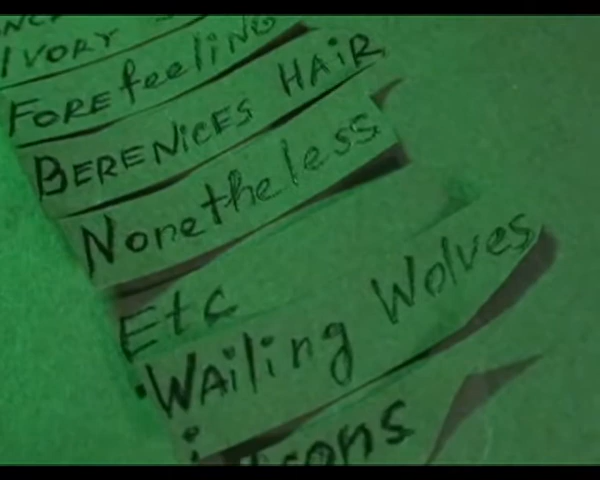 IVORY
FOREfeeliNG
BERENiCES HAiR
Nonetheless
Etc
WAiling Wolves